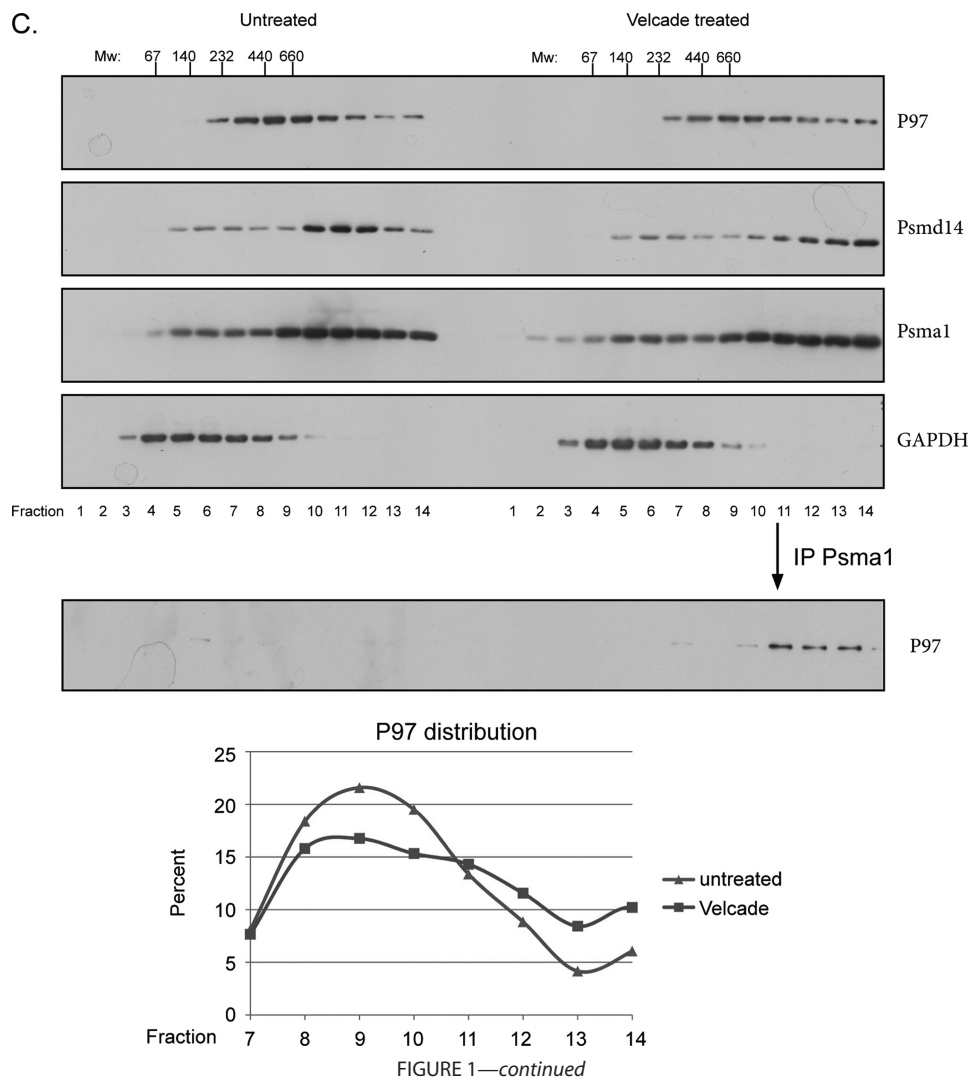 C.
Untreated Velcade treated
Mw: 67 140 232 440 660 Mw: 67 140 232 440 660
P97
Psmd14
Psma1
GAPDH
Fraction 1 2 3 4 5 6 7 8 9 10 11 12 13 14 1 2 3 4 5 6 7 8 9 10 11 12 13 14
IP Psma1
P97
P97 distribution
25
20
15
10
5
0
Percent
untreated
Velcade
Fraction 7 8 9 10 11 12 13 14
FIGURE 1—continued